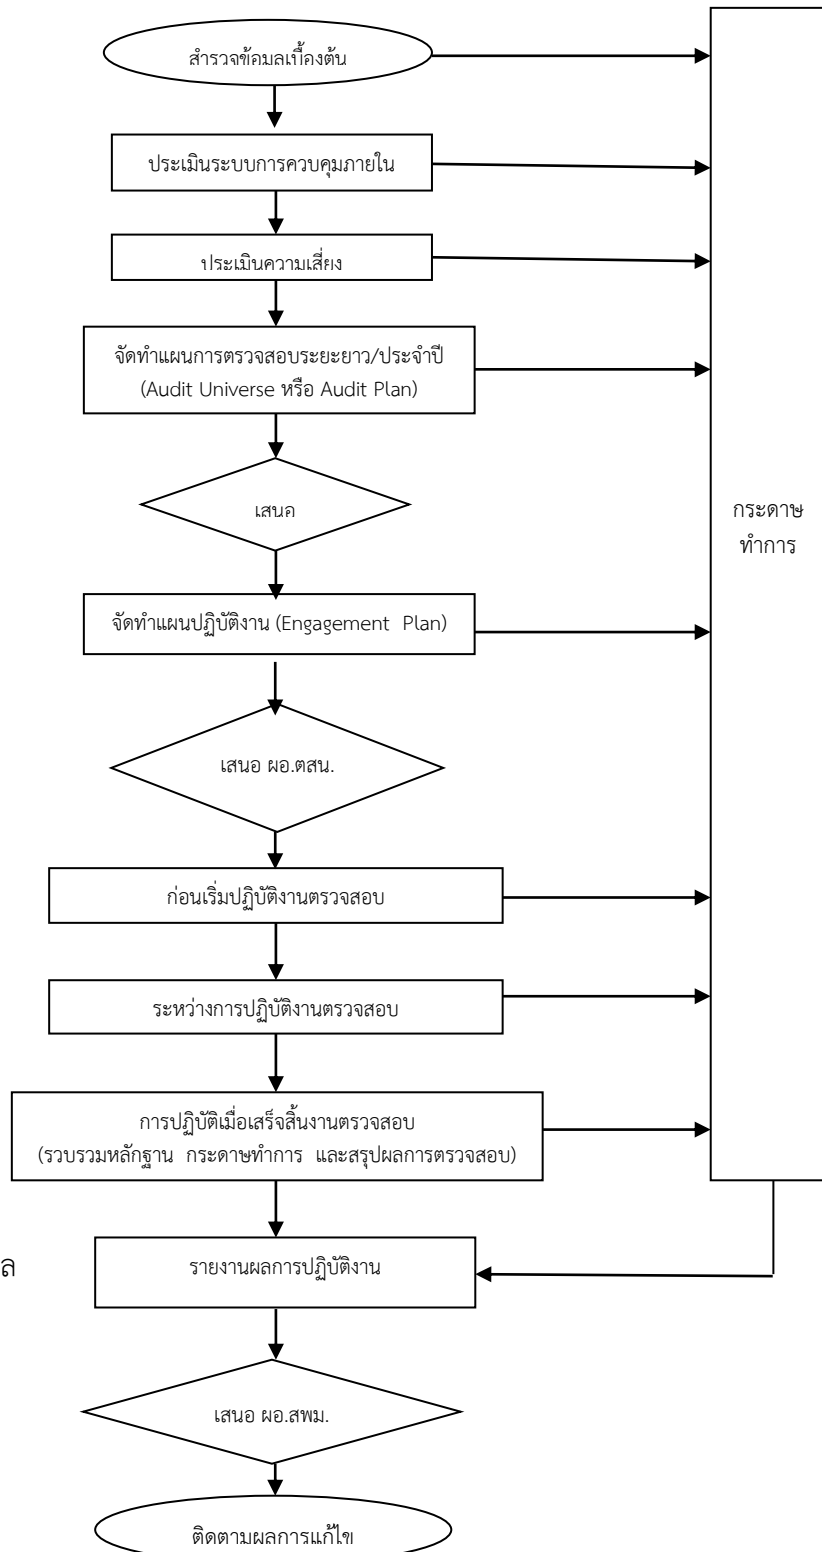 สำรวจข้อมูลเบื้องต้น
ประเมินระบบการควบคุมภายใน
ประเมินความเสี่ยง
จัดทำแผนการตรวจสอบระยะยาว/ประจำปี
(Audit Universe หรือ Audit Plan)
เสนอ
กระดาษ
ทำการ
จัดทำแผนปฏิบัติงาน (Engagement Plan)
เสนอ ผอ.ตสน.
ก่อนเริ่มปฏิบัติงานตรวจสอบ
ระหว่างการปฏิบัติงานตรวจสอบ
การปฏิบัติเมื่อเสร็จสิ้นงานตรวจสอบ
(รวบรวมหลักฐาน กระดาษทำการ และสรุปผลการตรวจสอบ)
ล
รายงานผลการปฏิบัติงาน
เสนอ ผอ.สพม.
ติดตามผลการแก้ไข